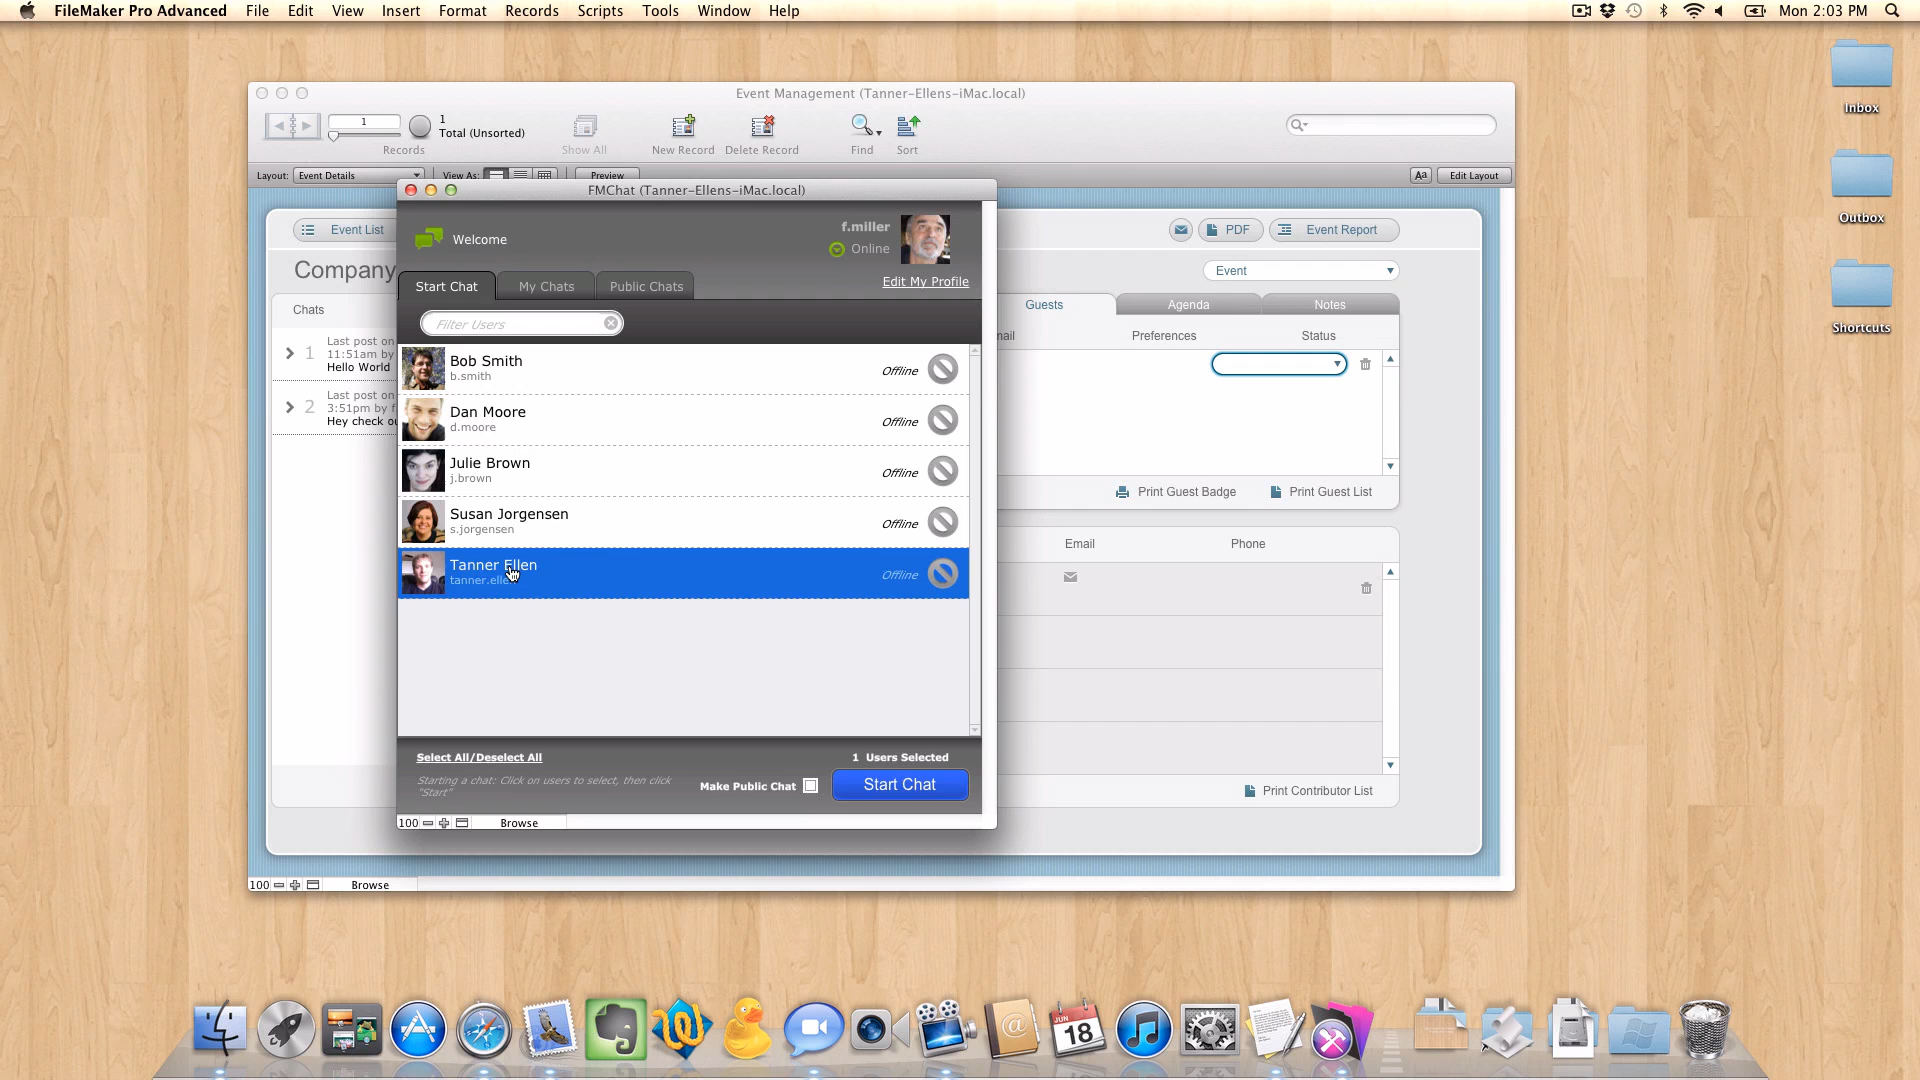 FileMaker Pro Advanced File Edit View Insert Format Records Scripts Tools Window Help Mon 2:03 PM
Inbox
Outbox
Shortcuts
Event Management (Tanner-Ellens-iMac.local)
1
1
Total (Unsorted)
Records Show All New Record Delete Record Find Sort
Layout: Event Details View As: Preview Aa Edit Layout
FMChat (Tanner-Ellens-iMac.local)
Event List
Company
Chats
1
Last post on
11:51am by
Hello World
2
Last post on
3:51pm by f
Hey check ou
Welcome
f.miller
Online
Edit My Profile
Start Chat My Chats Public Chats
Filter Users
Bob Smith
b.smith
Offline
Dan Moore
d.moore
Offline
Julie Brown
j.brown
Offline
Susan Jorgensen
s.jorgensen
Offline
Tanner Ellen
tanner.elle
Offline
Select All/Deselect All
1 Users Selected
Starting a chat: Click on users to select, then click
"Start"
Make Public Chat
Start Chat
100 Browse
PDF Event Report
Event
Guests Agenda Notes
nail Preferences Status
Print Guest Badge Print Guest List
Email Phone
Print Contributor List
100 Browse
JUN
18